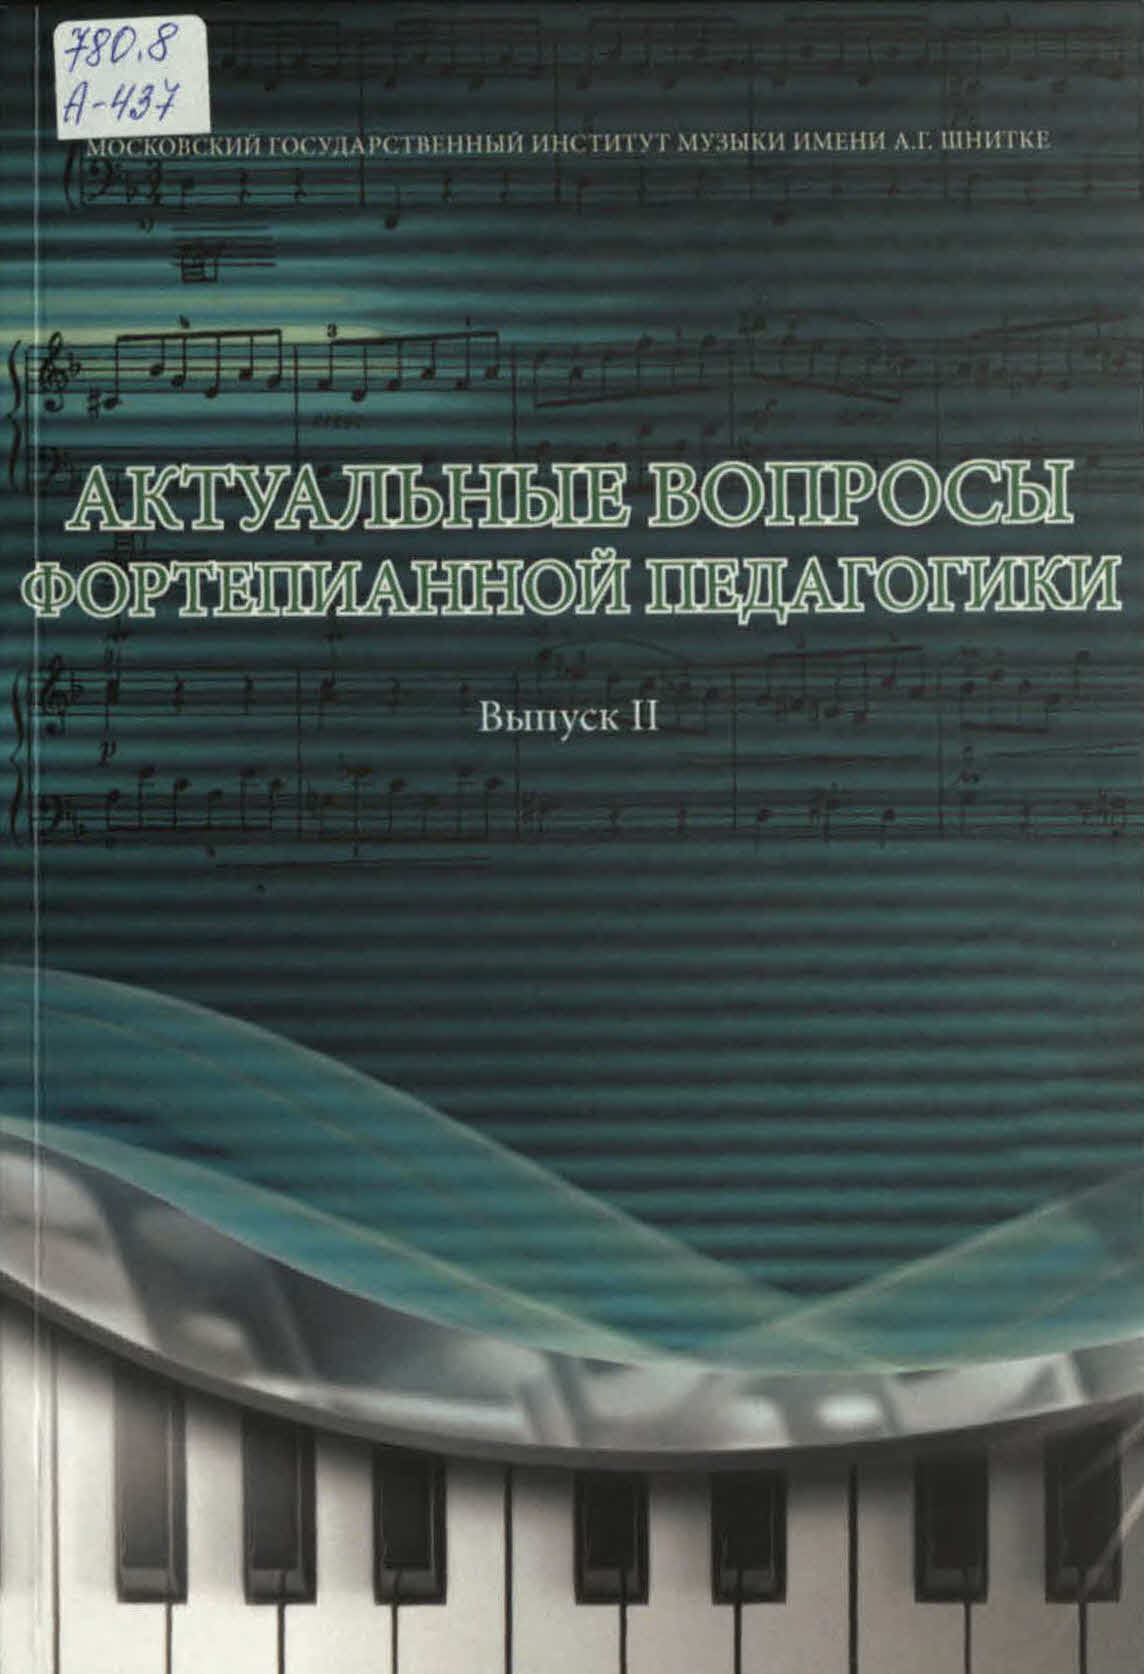 780.8
А-437
МОСКОВСКИЙ ГОСУДАРСТВЕННЫЙ ИНСТИТУТ МУЗЫКИ ИМЕНИ А.Г. ШНИТКЕ
АКТУАЛЬНЫЕ ВОПРОСЫ
ФОРТЕПИАННОЙ ПЕДАГОГИКИ
Выпуск II